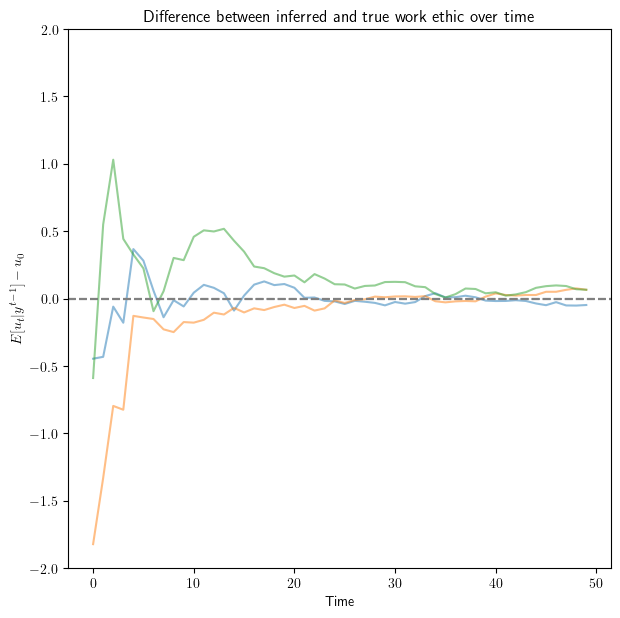 Difference between inferred and true work ethic over time
2.0
1.5
1.0
0.5
0.0
−0.5
−1.0
−1.5
−2.0
E[u_t|y^{t−1}] − u_0
0 10 20 30 40 50
Time